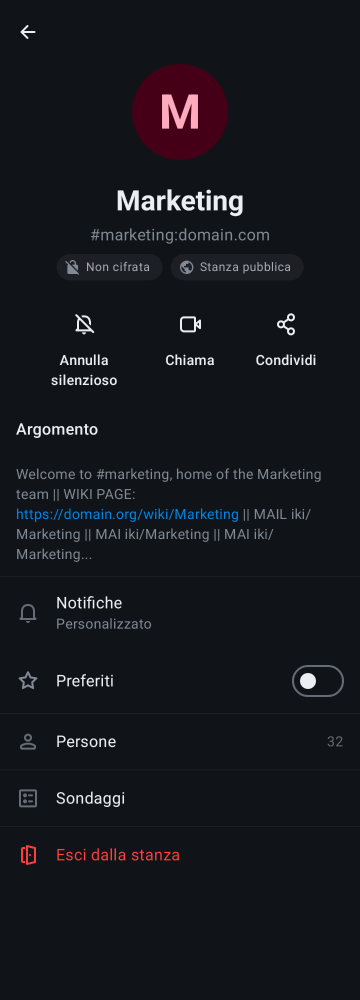 M
Marketing
#marketing:domain.com
Non cifrata
Stanza pubblica
Annulla
silenzioso
Chiama
Condividi
Argomento
Welcome to #marketing, home of the Marketing
team || WIKI PAGE:
https://domain.org/wiki/Marketing || MAIL iki/
Marketing || MAI iki/Marketing || MAI iki/
Marketing...
Notifiche
Personalizzato
Preferiti
Persone 32
Sondaggi
Esci dalla stanza